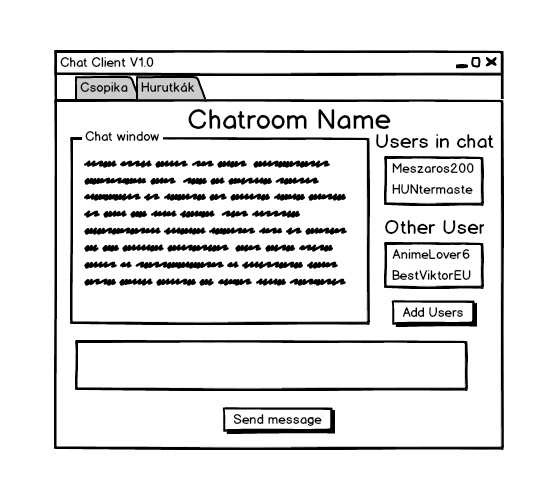 Chat Client V1.0
Csopika
Hurutkák
Chatroom Name
Chat window
Users in chat
Meszaros200
HUNtermaste
Other User
AnimeLover6
BestViktorEU
Add Users
Send message